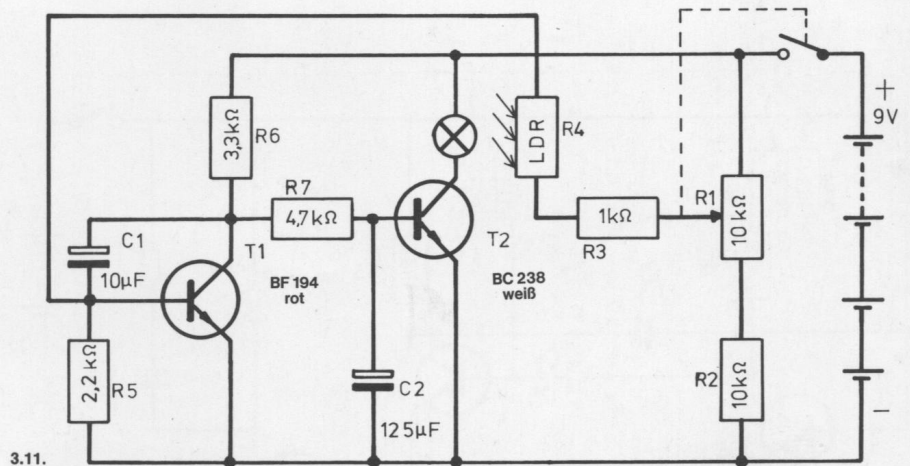 +
9V
3,3kΩ
R6
LDR
R4
R7
4,7kΩ
R1
10kΩ
1kΩ
R3
C1
10μF
T1
BF 194
rot
T2
BC 238
weiß
2,2kΩ
R5
C2
125μF
R2
10kΩ
−
3.11.